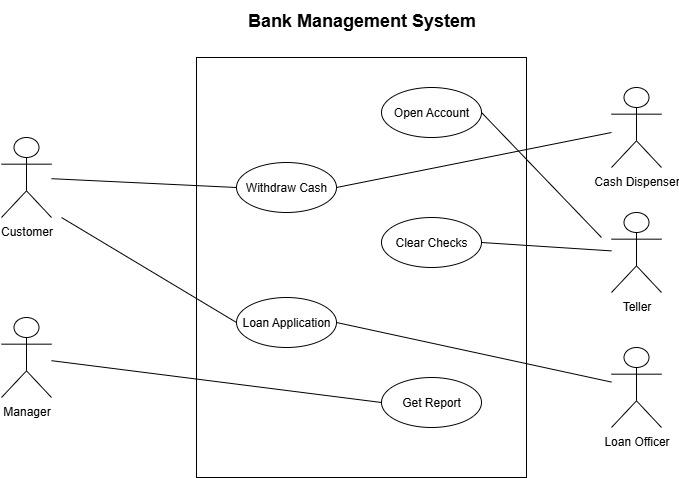 Bank Management System
Open Account
Cash Dispenser
Withdraw Cash
Customer
Clear Checks
Teller
Loan Application
Manager
Get Report
Loan Officer